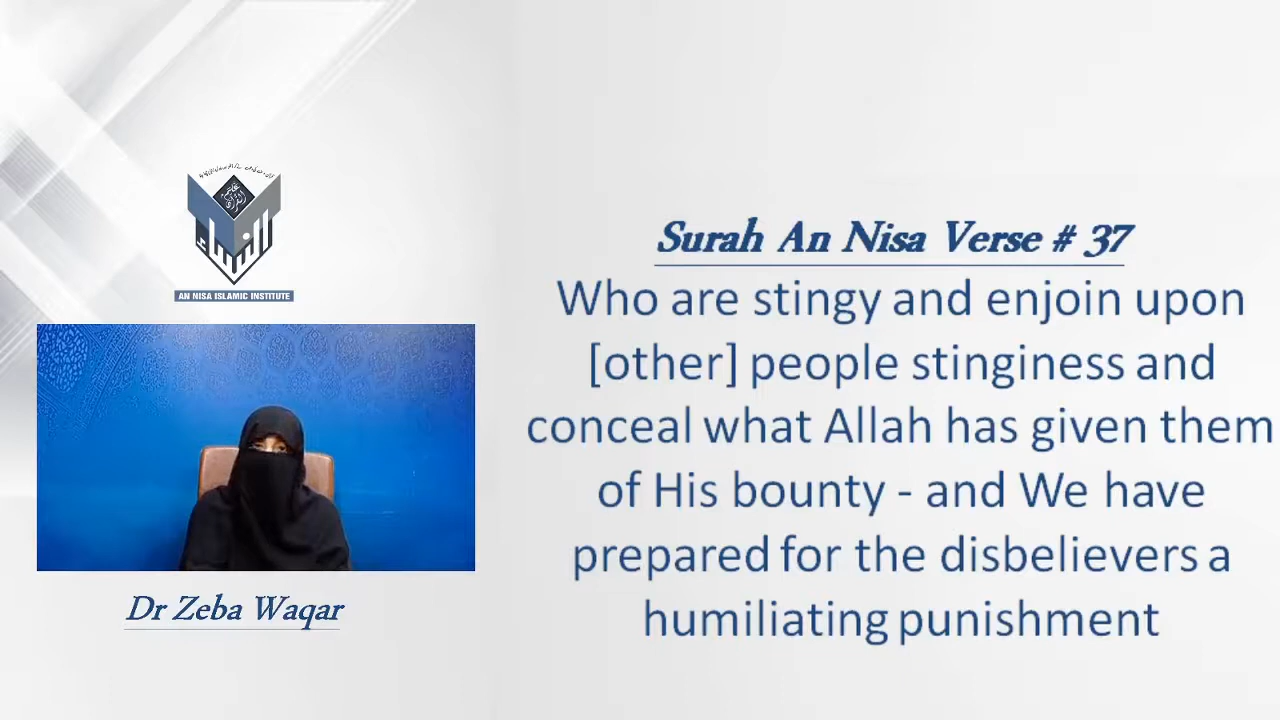 AN NISA ISLAMIC INSTITUTE
Dr Zeba Waqar
Surah An Nisa Verse # 37
Who are stingy and enjoin upon
[other] people stinginess and
conceal what Allah has given them
of His bounty - and We have
prepared for the disbelievers a
humiliating punishment